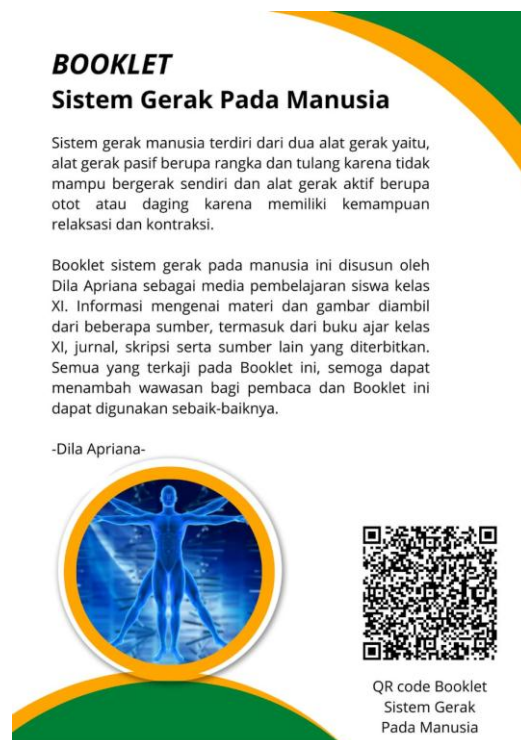 BOOKLET
Sistem Gerak Pada Manusia
Sistem gerak manusia terdiri dari dua alat gerak yaitu,
alat gerak pasif berupa rangka dan tulang karena tidak
mampu bergerak sendiri dan alat gerak aktif berupa
otot atau daging karena memiliki kemampuan
relaksasi dan kontraksi.
Booklet sistem gerak pada manusia ini disusun oleh
Dila Apriana sebagai media pembelajaran siswa kelas
XI. Informasi mengenai materi dan gambar diambil
dari beberapa sumber, termasuk dari buku ajar kelas
XI, jurnal, skripsi serta sumber lain yang diterbitkan.
Semua yang terkaji pada Booklet ini, semoga dapat
menambah wawasan bagi pembaca dan Booklet ini
dapat digunakan sebaik-baiknya.
-Dila Apriana-
QR code Booklet
Sistem Gerak
Pada Manusia